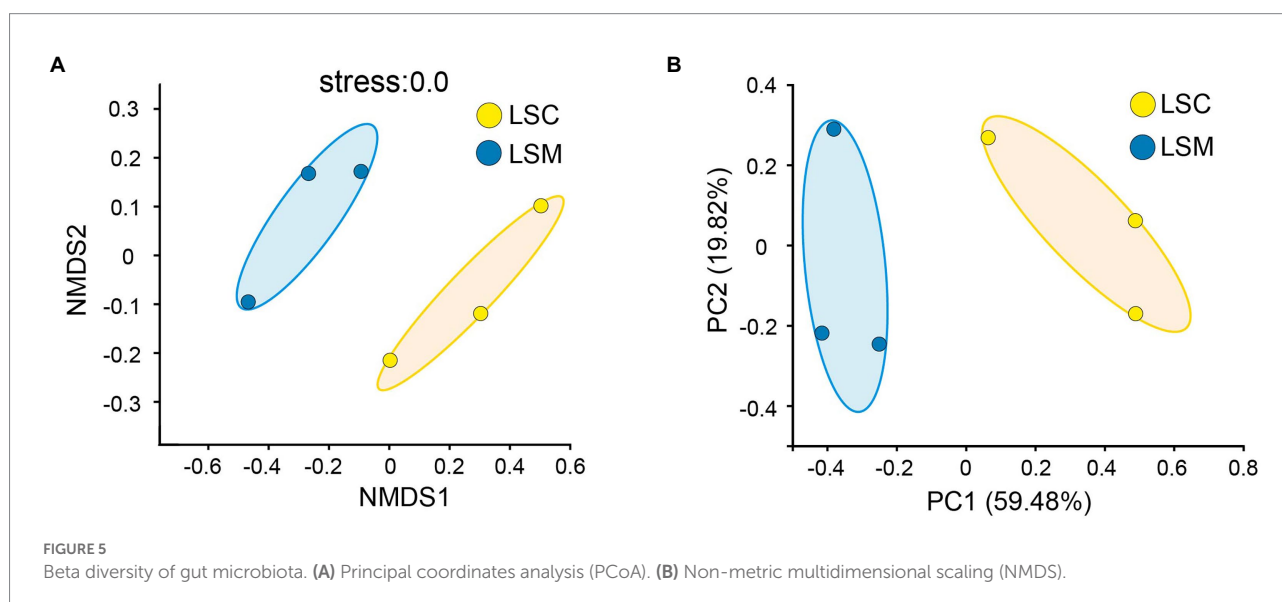 A
stress:0.0
LSC
LSM
0.3
0.2
0.1
0
-0.1
-0.2
-0.3
NMDS2
-0.6 -0.4 -0.2 0 0.2 0.4 0.6
NMDS1
B
LSC
LSM
0.4
0.2
0
-0.2
-0.4
PC2 (19.82%)
-0.4 -0.2 0 0.2 0.4 0.6 0.8
PC1 (59.48%)
FIGURE 5
Beta diversity of gut microbiota. (A) Principal coordinates analysis (PCoA). (B) Non-metric multidimensional scaling (NMDS).